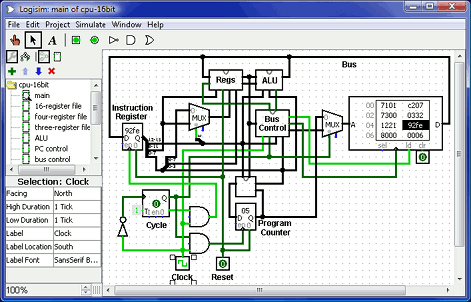 Logisim: main of cpu-16bit
File Edit Project Simulate Window Help
A
cpu-16bit
main
16-register file
four-register file
three-register file
ALU
PC control
bus control
Selection: Clock
Facing North
High Duration 1 Tick
Low Duration 1 Tick
Label Clock
Label Location South
Label Font SansSerif B...
100%
Bus
Regs
ALU
Instruction
Register
92fe
D Q
MUX
Bus
Control
MUX
A
D
00 7101 c207
02 7300 0332
04 1221 92fe
06 8000 0006
sel ld clr
0
Q
0
1
Cycle
05
D Q
Program
Counter
Clock
0
Reset